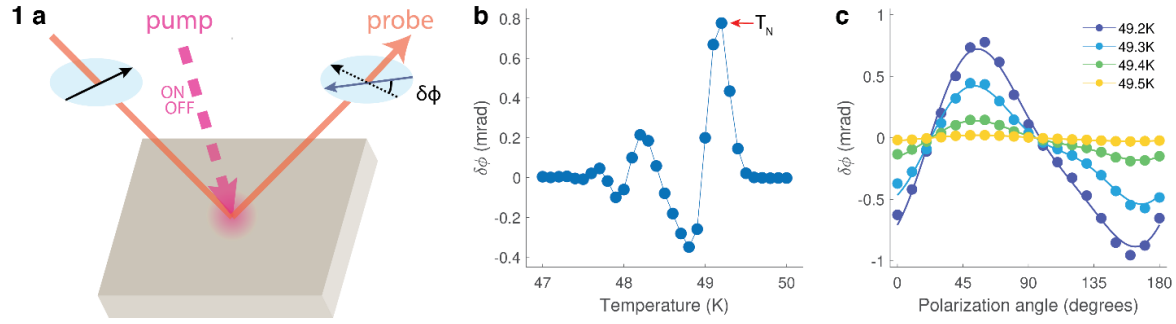 1 a
pump
probe
ON
OFF
δϕ
b
T_N
δϕ (mrad)
0.8
0.6
0.4
0.2
0
-0.2
-0.4
47
48
49
50
Temperature (K)
c
49.2K
49.3K
49.4K
49.5K
δϕ (mrad)
1
0.5
0
-0.5
-1
0
45
90
135
180
Polarization angle (degrees)